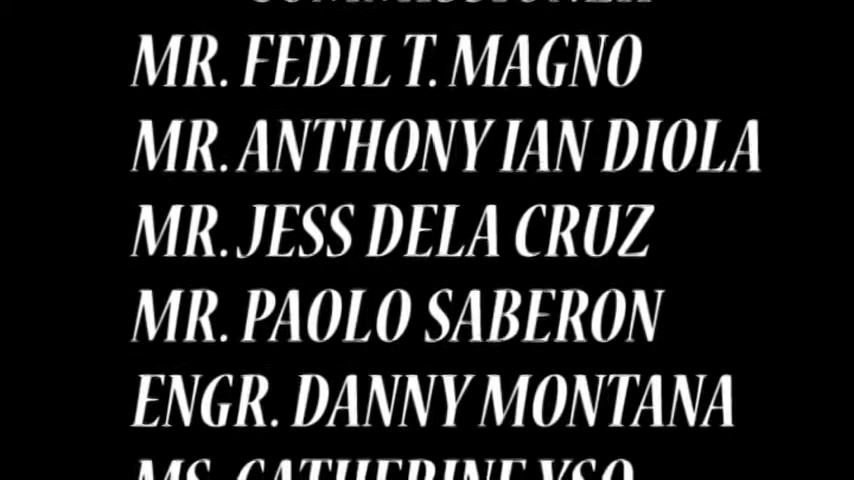 MR. FEDIL T. MAGNO
MR. ANTHONY IAN DIOLA
MR. JESS DELA CRUZ
MR. PAOLO SABERON
ENGR. DANNY MONTANA
MS. CATHERINE YSO